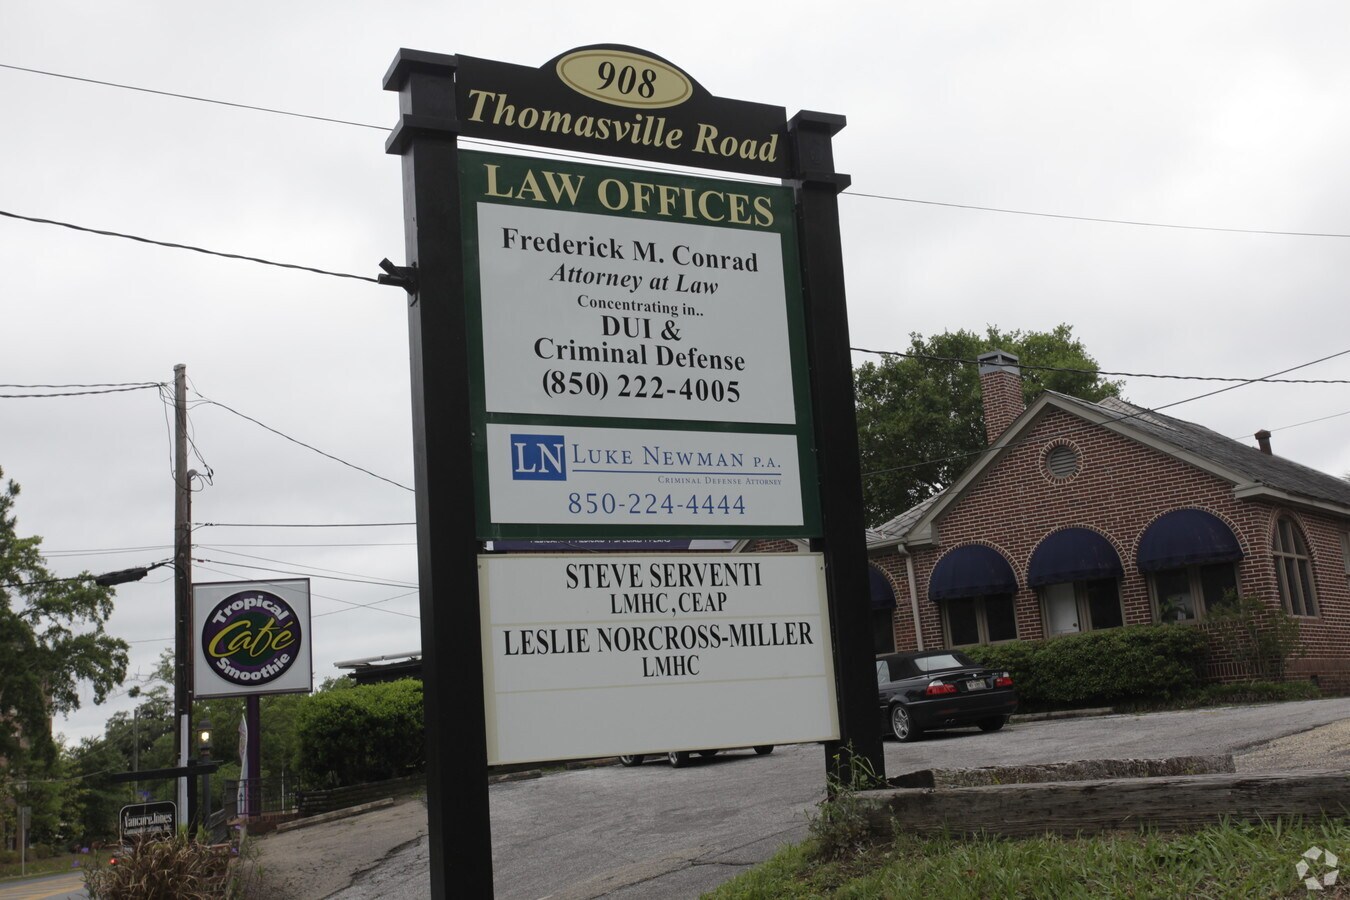 908
Thomasville Road
LAW OFFICES
Frederick M. Conrad
Attorney at Law
Concentrating in..
DUI &
Criminal Defense
(850) 222-4005
LN LUKE NEWMAN P.A.
CRIMINAL DEFENSE ATTORNEY
850-224-4444
STEVE SERVENTI
LMHC, CEAP
LESLIE NORCROSS-MILLER
LMHC
Tropical
Café
Smoothie
VancoreJones